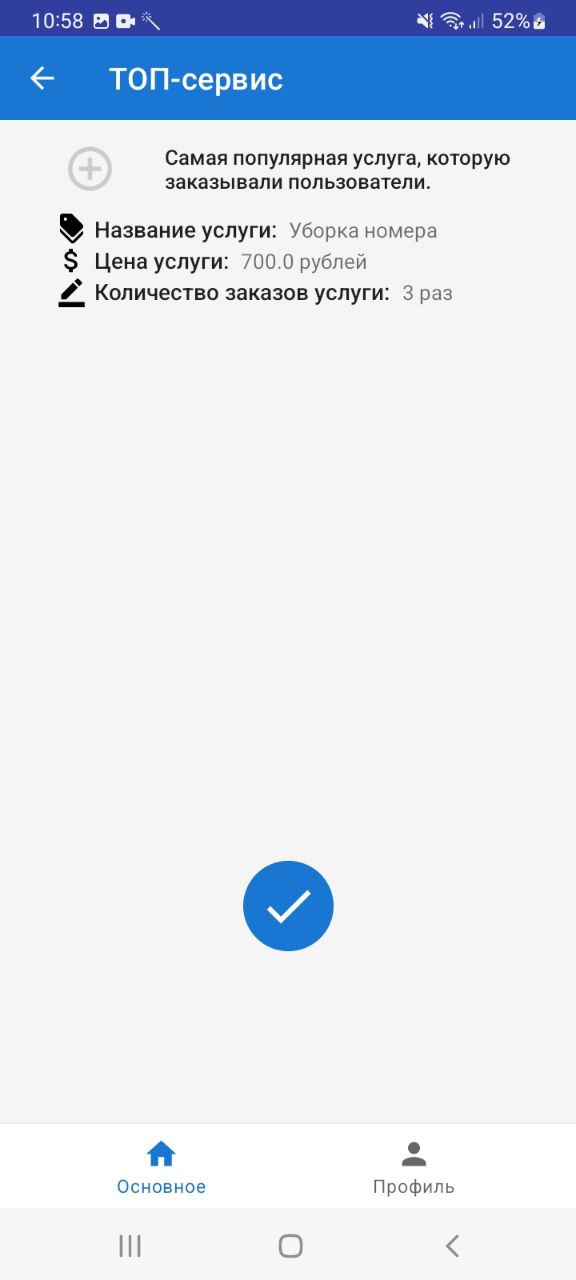 10:58 52%
ТОП-сервис
Самая популярная услуга, которую
заказывали пользователи.
Название услуги: Уборка номера
Цена услуги: 700.0 рублей
Количество заказов услуги: 3 раз
Основное Профиль